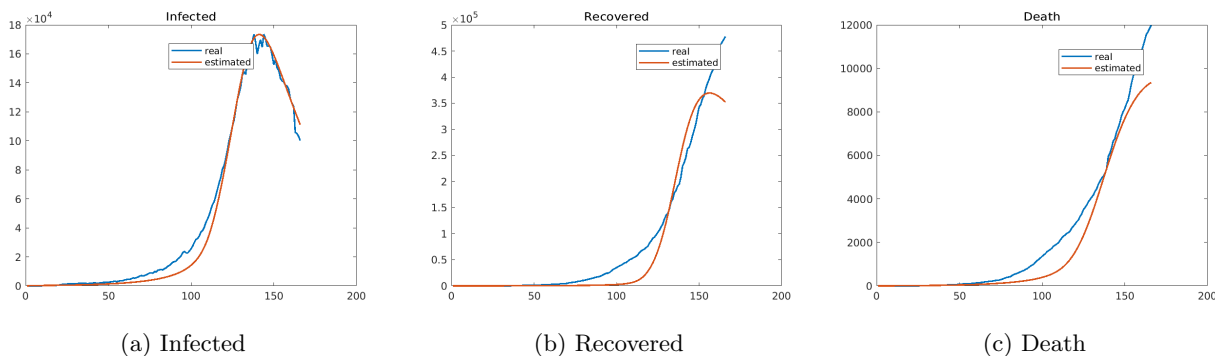 Infected
×10⁴
18
16
14
12
10
8
6
4
2
0
0 50 100 150 200
real
estimated
(a) Infected
Recovered
×10⁵
5
4.5
4
3.5
3
2.5
2
1.5
1
0.5
0
0 50 100 150 200
real
estimated
(b) Recovered
Death
12000
10000
8000
6000
4000
2000
0
0 50 100 150 200
real
estimated
(c) Death